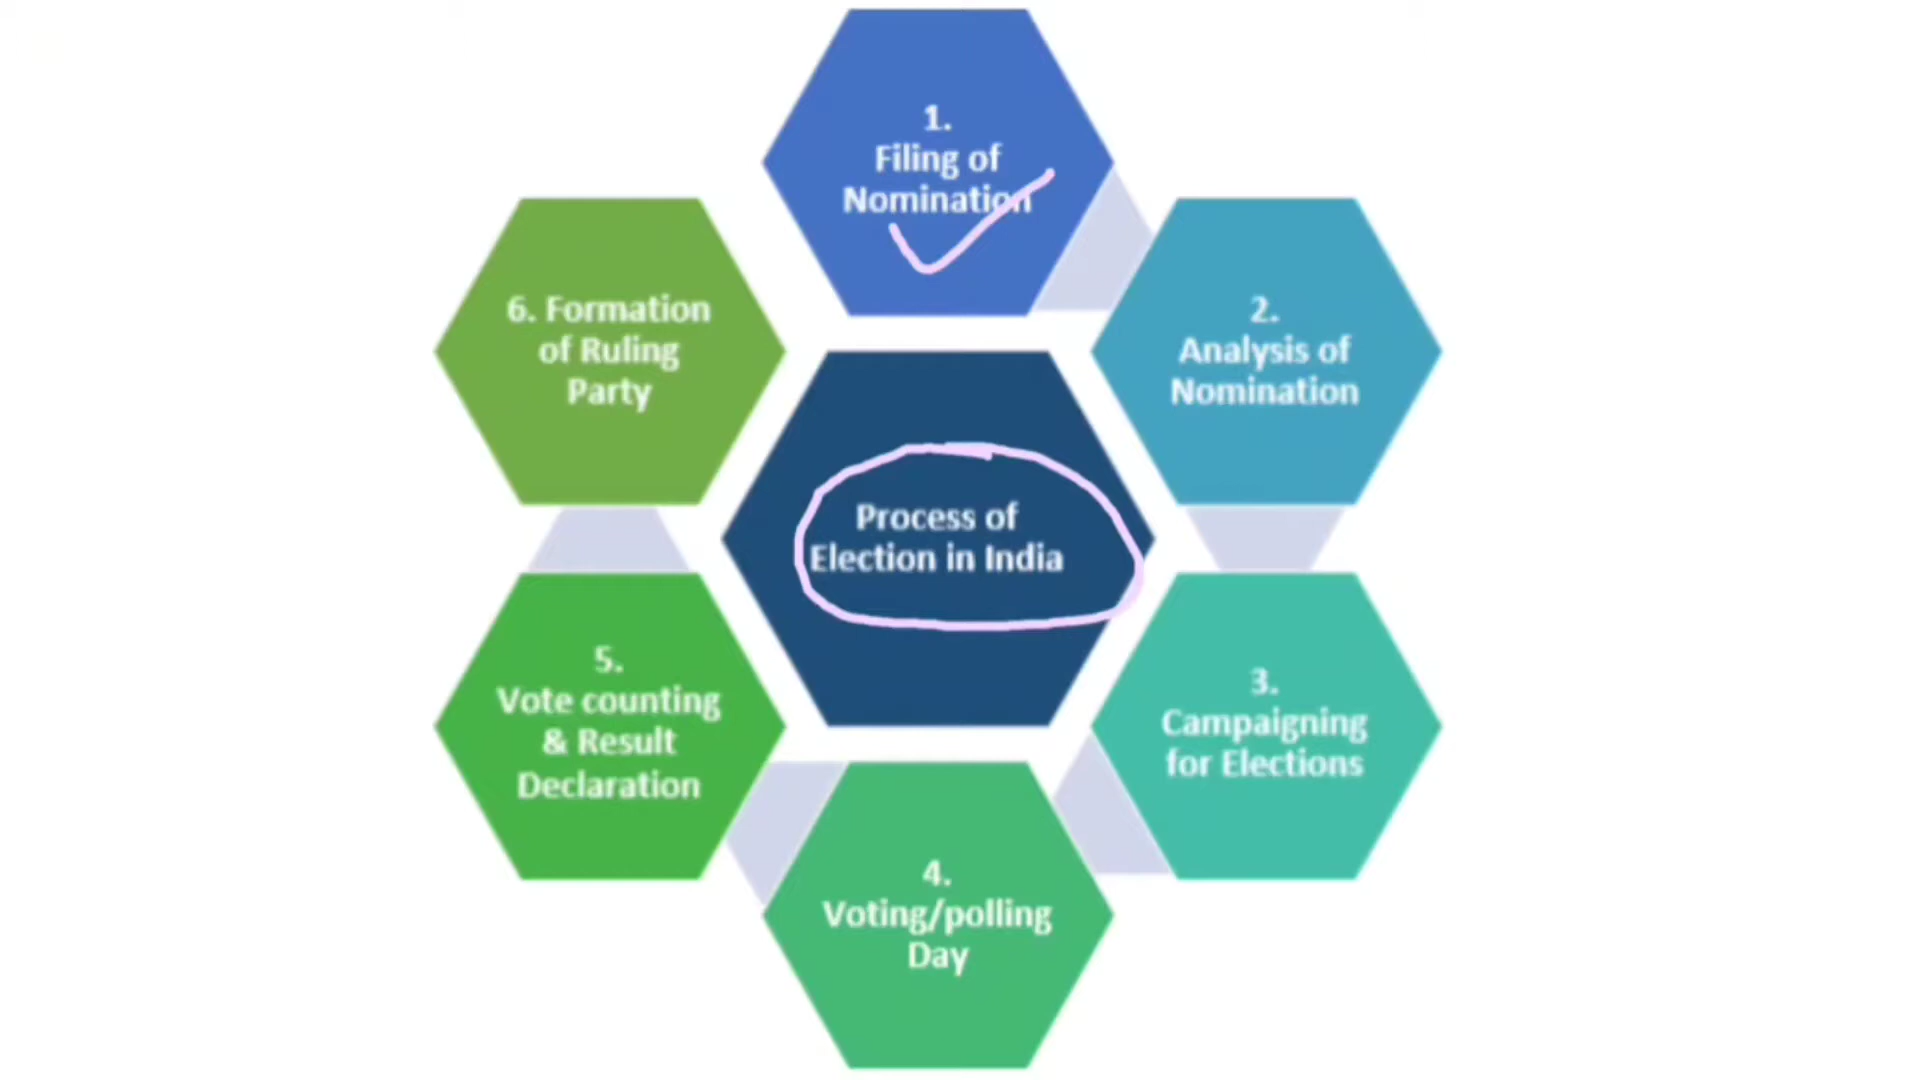 1.
Filing of
Nomination
2.
Analysis of
Nomination
3.
Campaigning
for Elections
4.
Voting/polling
Day
5.
Vote counting
& Result
Declaration
6. Formation
of Ruling
Party
Process of
Election in India